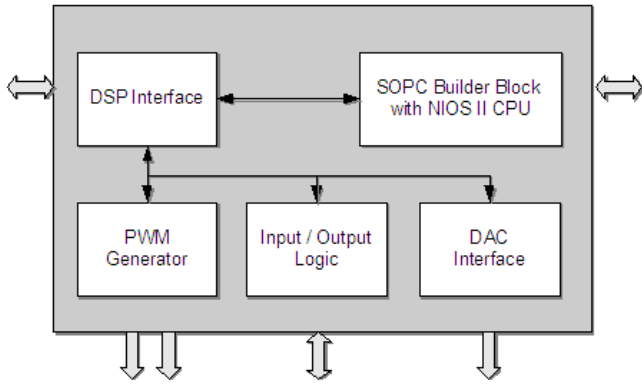 DSP Interface
SOPC Builder Block
with NIOS II CPU
PWM
Generator
Input / Output
Logic
DAC
Interface